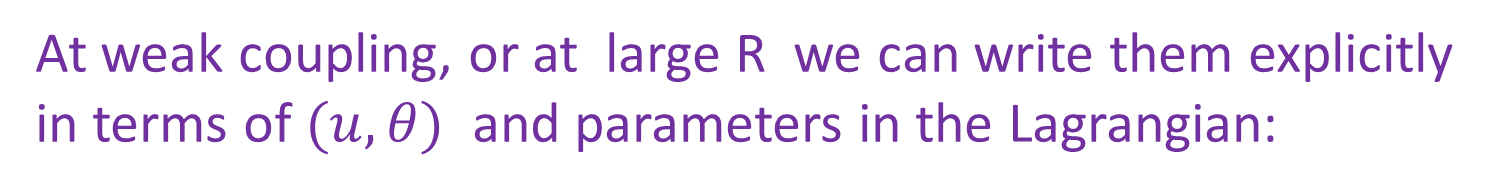 At weak coupling, or at large R we can write them explicitly
in terms of (𝑢, 𝜃) and parameters in the Lagrangian: